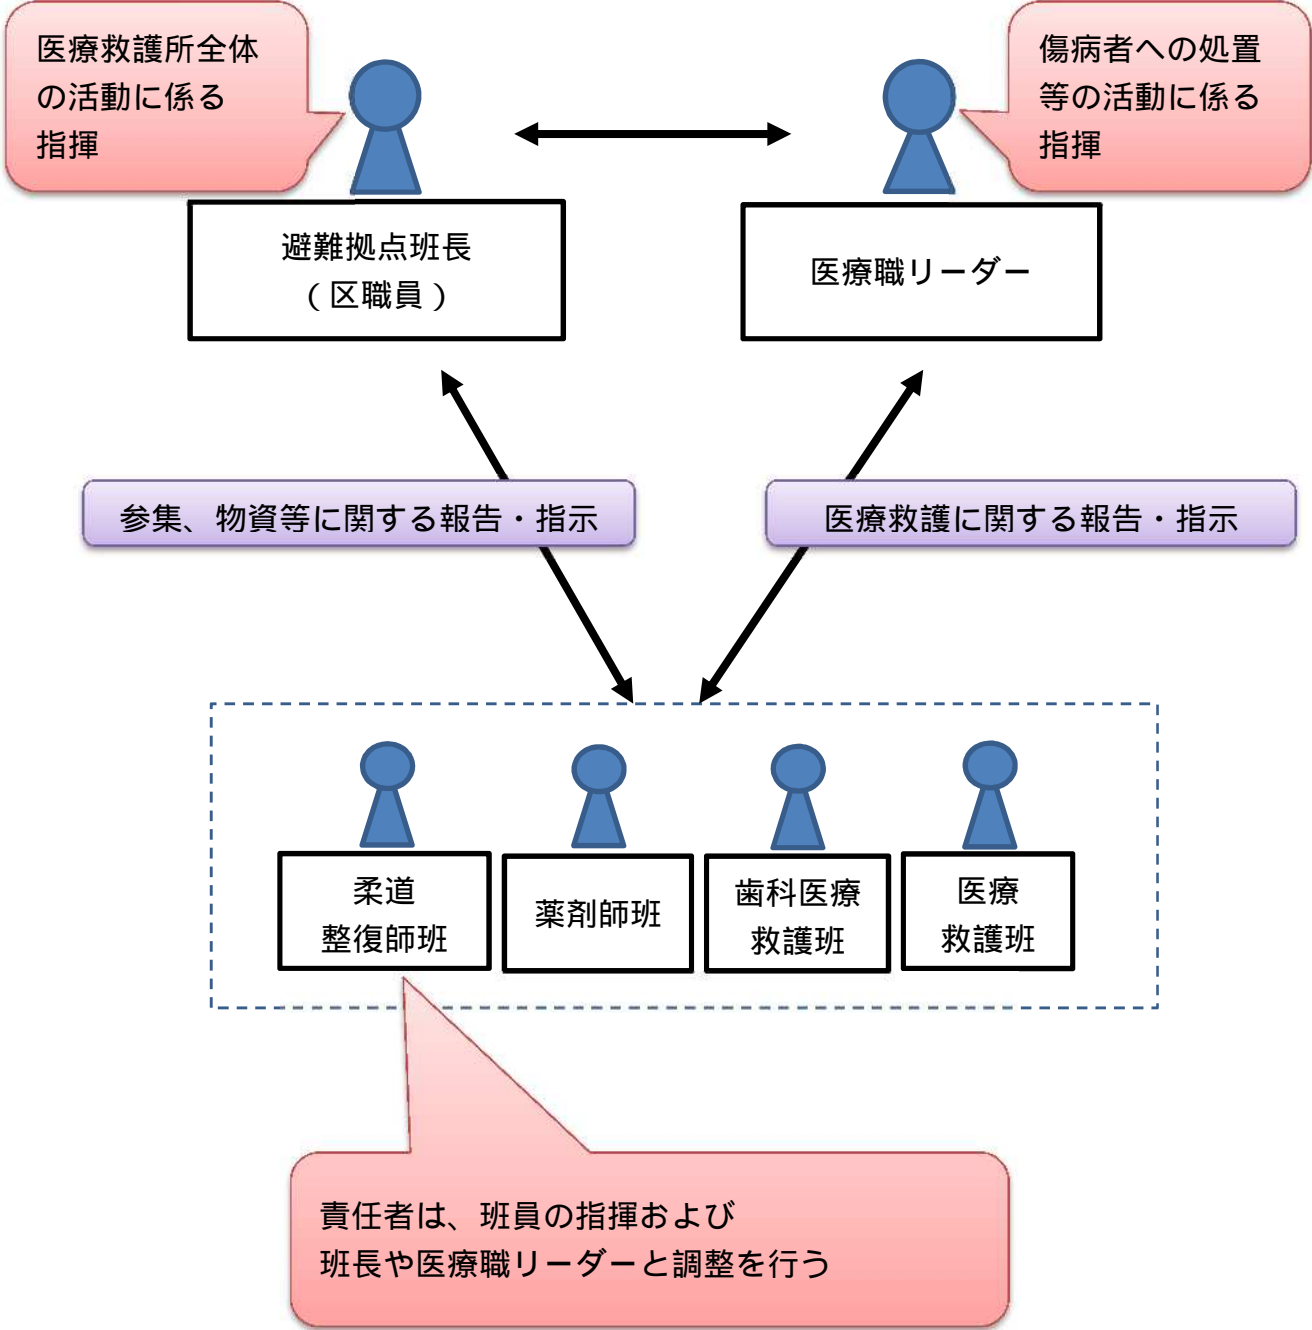 医療救護所全体
の活動に係る
指揮
傷病者への処置
等の活動に係る
指揮
避難拠点班長
（区職員）
医療職リーダー
参集、物資等に関する報告・指示
医療救護に関する報告・指示
柔道
整復師班
薬剤師班
歯科医療
救護班
医療
救護班
責任者は、班員の指揮および
班長や医療職リーダーと調整を行う